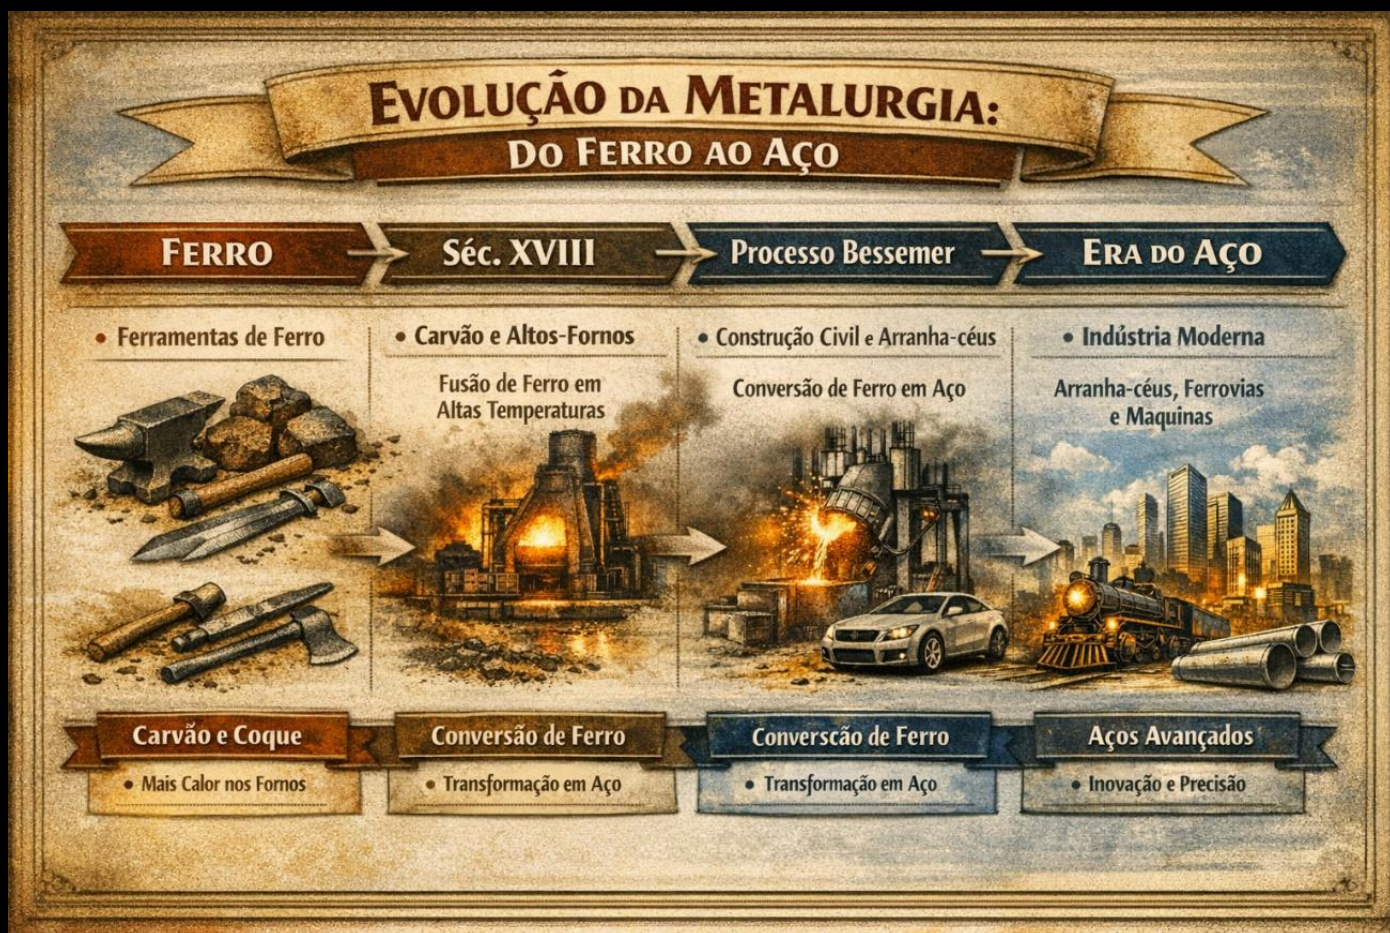 EVOLUÇÃO DA METALURGIA:
DO FERRO AO AÇO
FERRO
Séc. XVIII
Processo Bessemer
ERA DO AÇO
• Ferramentas de Ferro
• Carvão e Altos-Fornos
Fusão de Ferro em
Altas Temperaturas
• Construção Civil e Arranha-céus
Conversão de Ferro em Aço
• Indústria Moderna
Arranha-céus, Ferrovias
e Maquinas
Carvão e Coque
• Mais Calor nos Fornos
Conversão de Ferro
• Transformação em Aço
Converscão de Ferro
• Transformação em Aço
Aços Avançados
• Inovação e Precisão